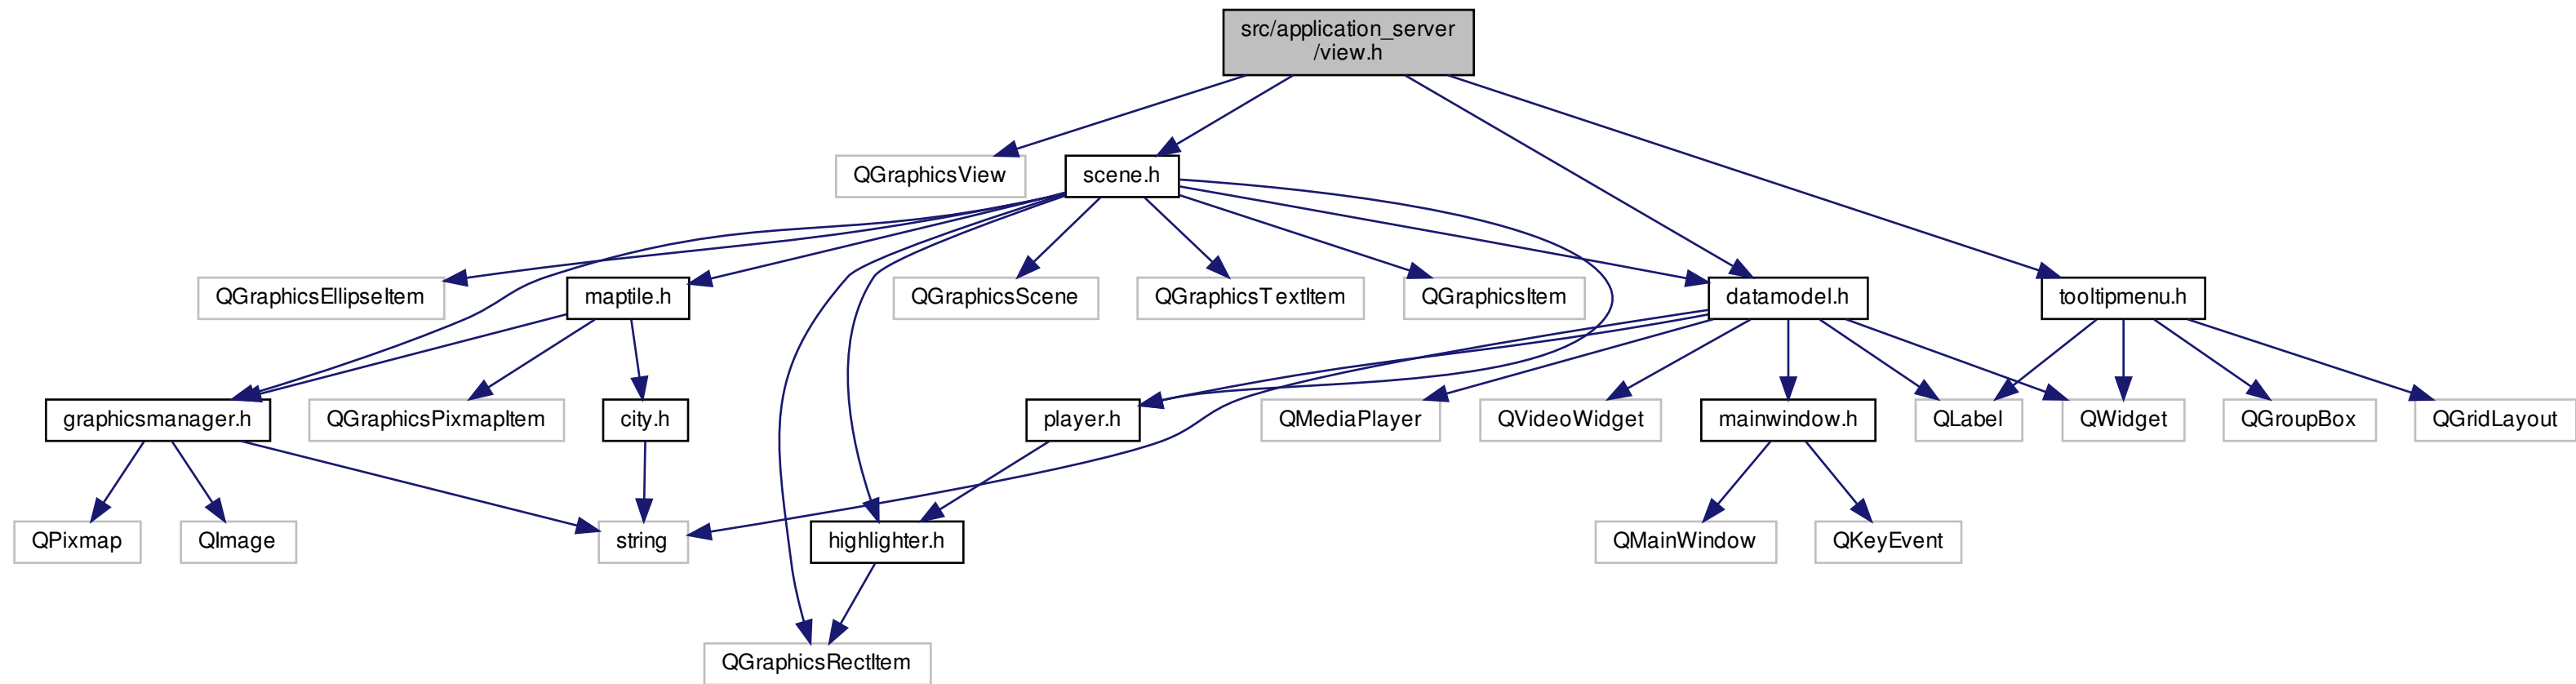 src/application_server
/view.h
QGraphicsView
scene.h
QGraphicsEllipseItem
maptile.h
QGraphicsScene
QGraphicsTextItem
QGraphicsItem
datamodel.h
tooltipmenu.h
graphicsmanager.h
QGraphicsPixmapItem
city.h
player.h
QMediaPlayer
QVideoWidget
mainwindow.h
QLabel
QWidget
QGroupBox
QGridLayout
QPixmap
QImage
string
highlighter.h
QMainWindow
QKeyEvent
QGraphicsRectItem